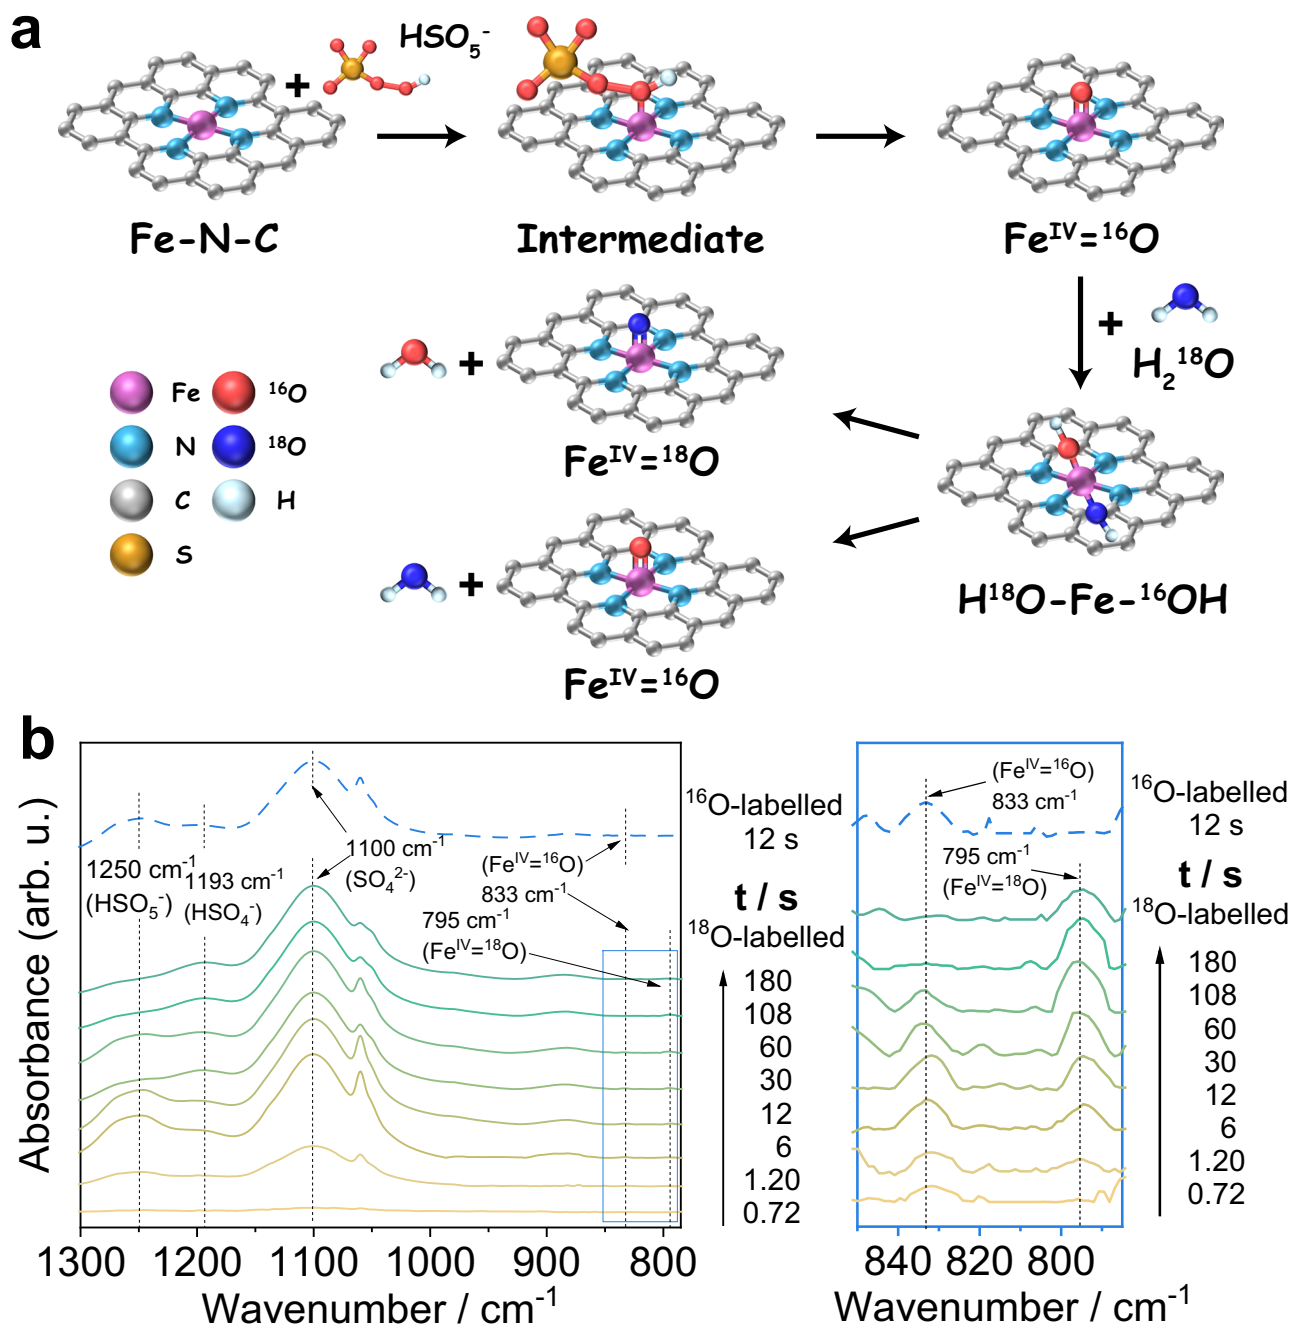 a
HSO₅⁻
+
Fe-N-C
Intermediate
Feᴵⱽ=¹⁶O
+
H₂¹⁸O
+
Fe
¹⁶O
N
¹⁸O
C
H
S
Feᴵⱽ=¹⁸O
+
H¹⁸O-Fe-¹⁶OH
Feᴵⱽ=¹⁶O
b
Absorbance (arb. u.)
1250 cm⁻¹
(HSO₅⁻)
1193 cm⁻¹
(HSO₄⁻)
1100 cm⁻¹
(SO₄²⁻)
(Feᴵⱽ=¹⁶O)
833 cm⁻¹
795 cm⁻¹
(Feᴵⱽ=¹⁸O)
¹⁶O-labelled
12 s
t / s
¹⁸O-labelled
180
108
60
30
12
6
1.20
0.72
1300 1200 1100 1000 900 800
Wavenumber / cm⁻¹
(Feᴵⱽ=¹⁶O)
833 cm⁻¹
795 cm⁻¹
(Feᴵⱽ=¹⁸O)
¹⁶O-labelled
12 s
t / s
¹⁸O-labelled
180
108
60
30
12
6
1.20
0.72
840 820 800
Wavenumber / cm⁻¹